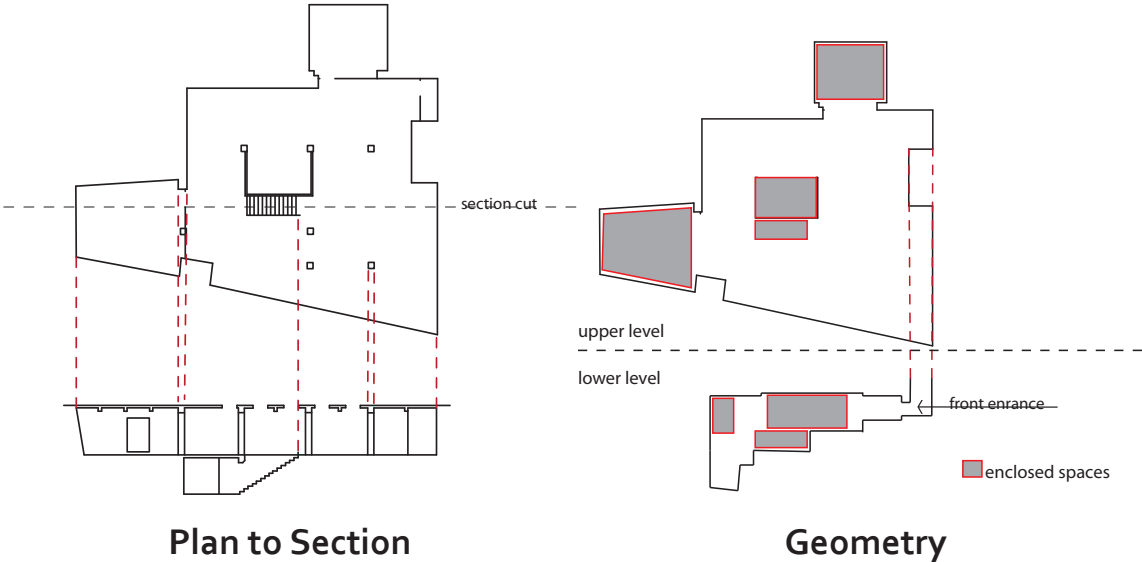 section cut
upper level
lower level
front enrance
enclosed spaces
Plan to Section
Geometry